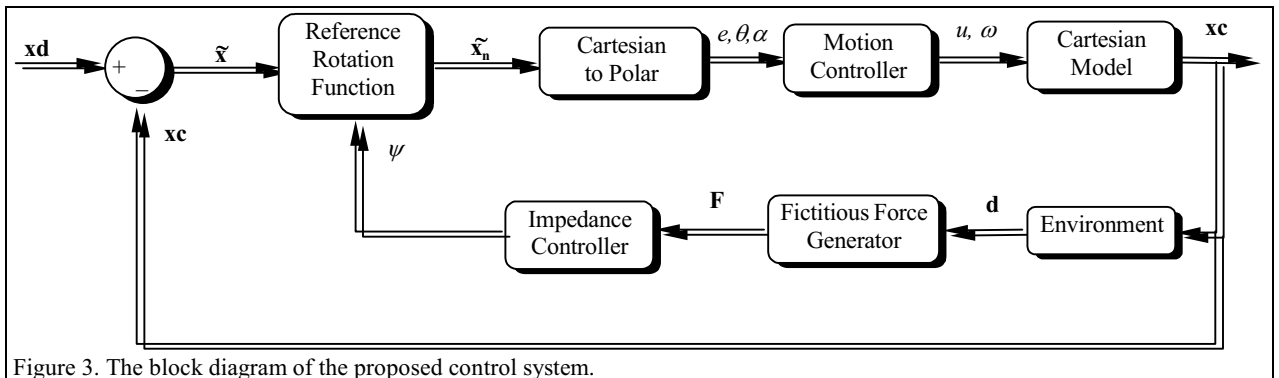 xd
+
−
x̃
Reference
Rotation
Function
x̃n
Cartesian
to Polar
e, θ, α
Motion
Controller
u, ω
Cartesian
Model
xc
xc
ψ
Impedance
Controller
F
Fictitious Force
Generator
d
Environment
Figure 3. The block diagram of the proposed control system.